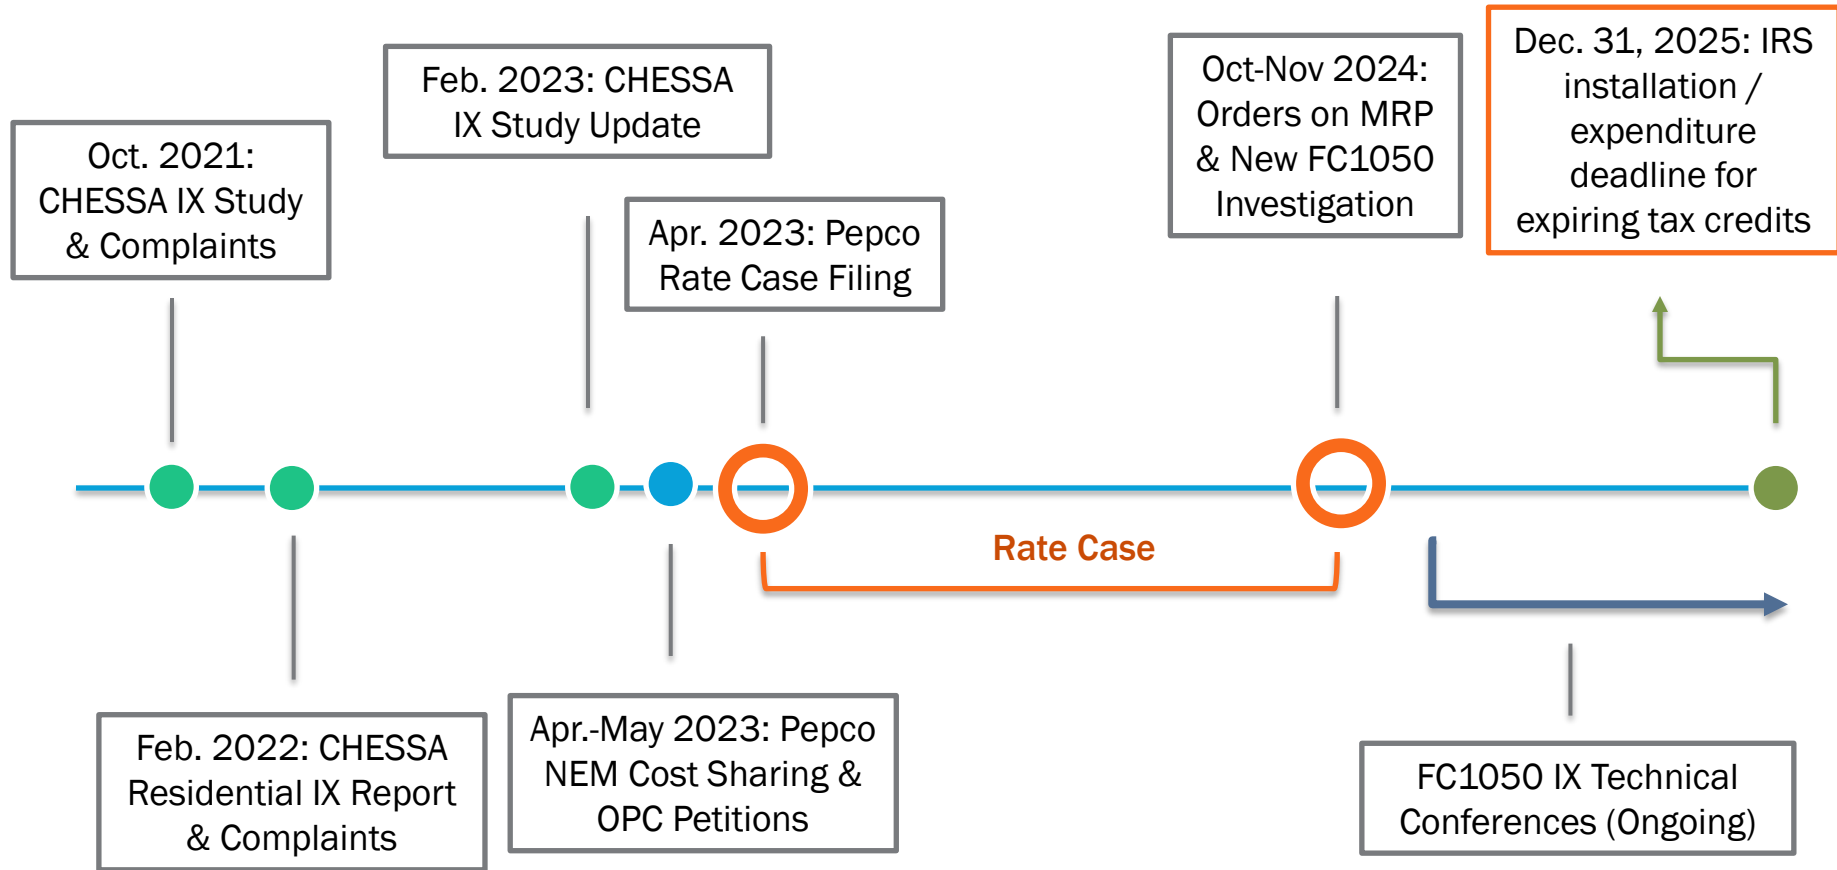 Oct. 2021:
CHESSA IX Study
& Complaints
Feb. 2023: CHESSA
IX Study Update
Apr. 2023: Pepco
Rate Case Filing
Oct-Nov 2024:
Orders on MRP
& New FC1050
Investigation
Dec. 31, 2025: IRS
installation /
expenditure
deadline for
expiring tax credits
Rate Case
Feb. 2022: CHESSA
Residential IX Report
& Complaints
Apr.-May 2023: Pepco
NEM Cost Sharing &
OPC Petitions
FC1050 IX Technical
Conferences (Ongoing)